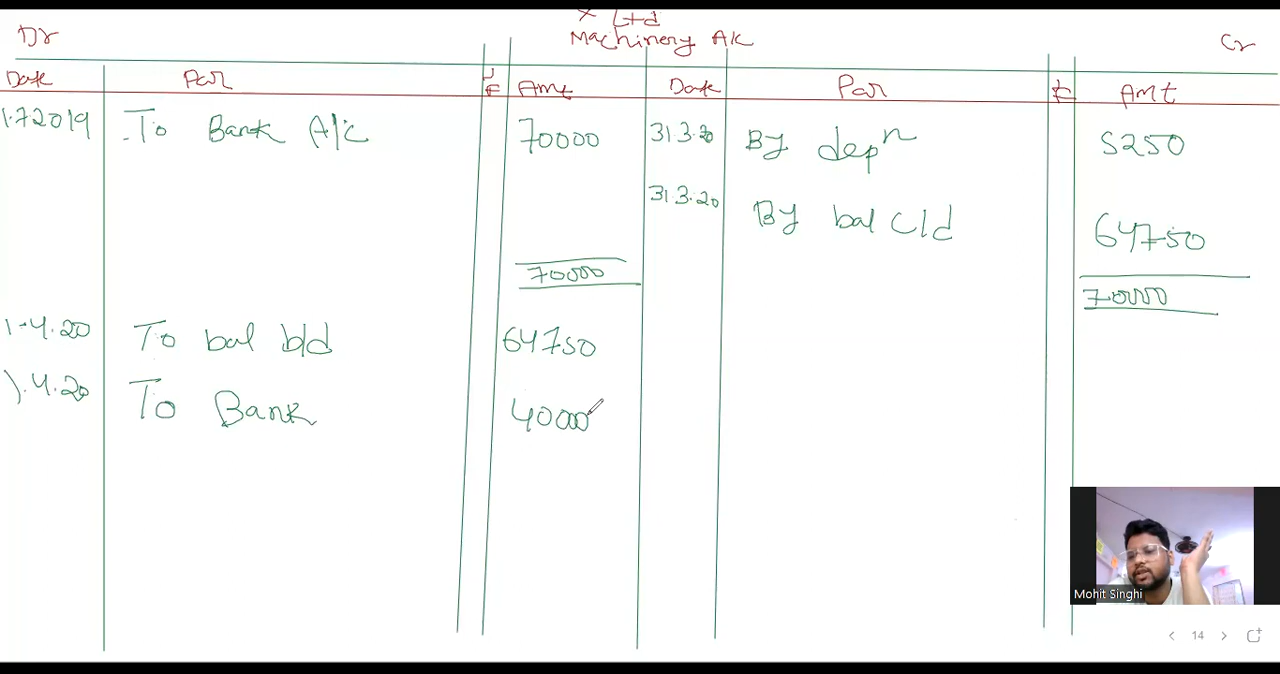 X Ltd
Dr Machinery A/c Cr
Date Par J F Amt Date Par J F Amt
1.7.2019 To Bank A/c 70000 31.3.20 By depn 5250
31.3.20 By bal c/d 64750
70000 70000
1.4.20 To bal b/d 64750
1.4.20 To Bank 40000
Mohit Singhi
14